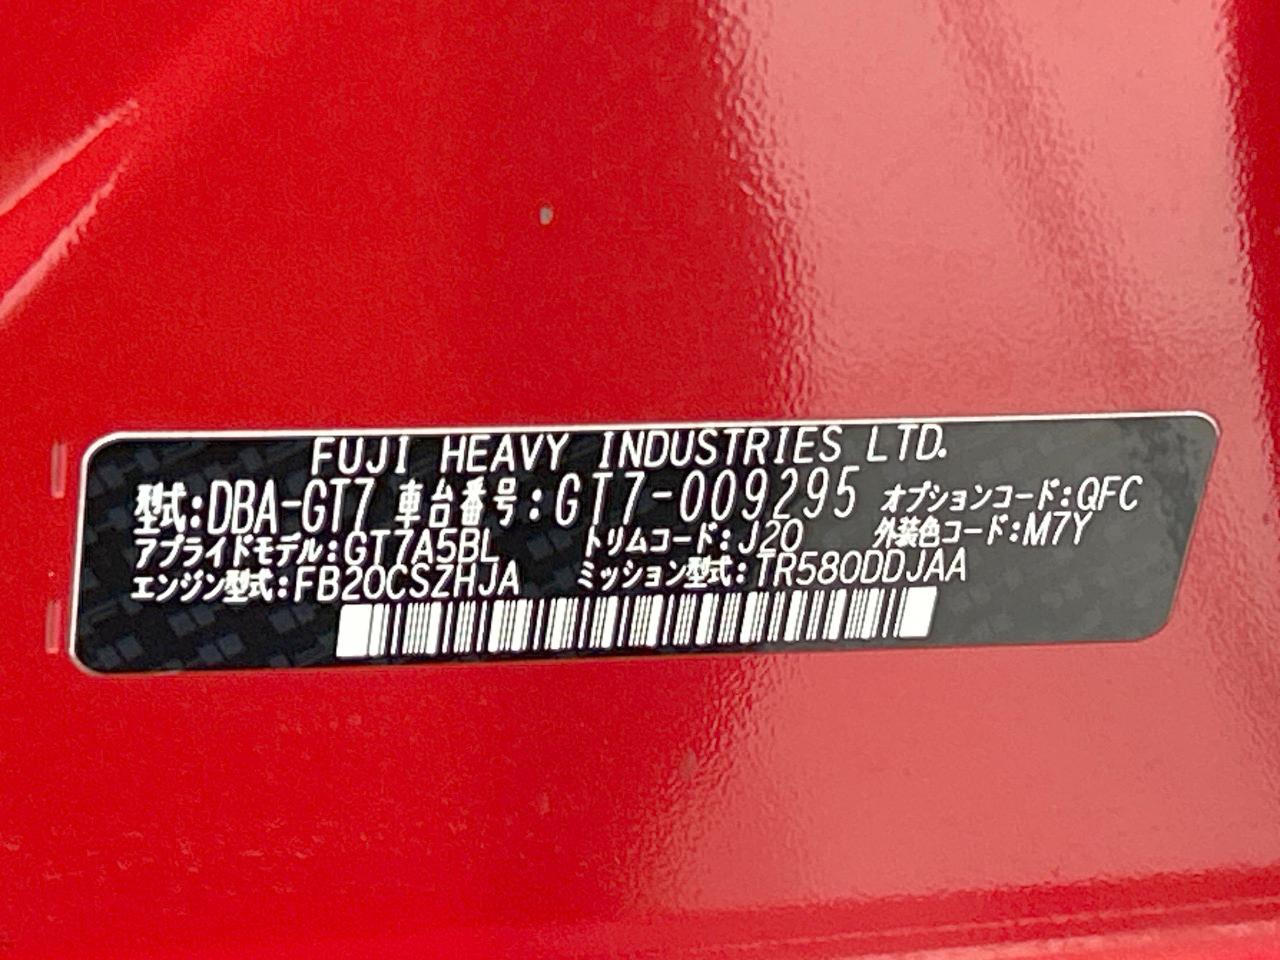 FUJI HEAVY INDUSTRIES LTD.
型式:DBA-GT7 車台番号:GT7-009295 オプションコード:QFC
アプライドモデル:GT7A5BL トリムコード:J20 外装色コード:M7Y
エンジン型式:FB20CSZHJA ミッション型式:TR580DDJAA